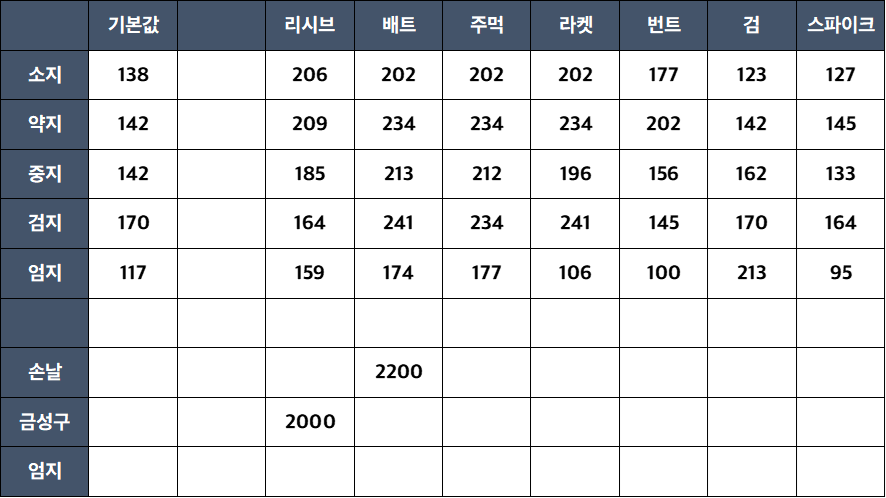 기본값 리시브 배트 주먹 라켓 번트 검 스파이크
소지 138 206 202 202 202 177 123 127
약지 142 209 234 234 234 202 142 145
중지 142 185 213 212 196 156 162 133
검지 170 164 241 234 241 145 170 164
엄지 117 159 174 177 106 100 213 95
손날 2200
금성구 2000
엄지